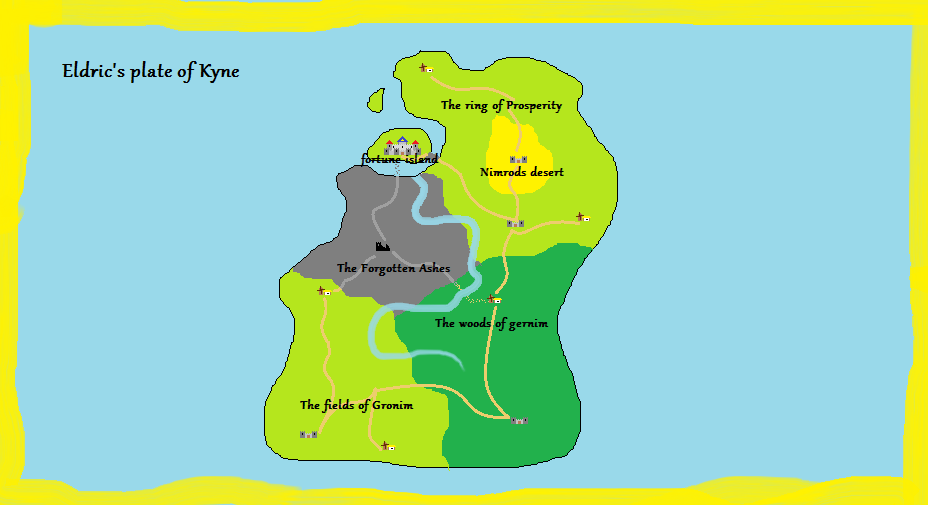 Eldric's plate of Kyne
The ring of Prosperity
fortune island
Nimrods desert
The Forgotten Ashes
The woods of gernim
The fields of Gronim